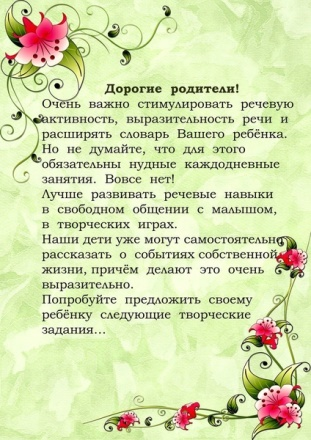 Дорогие родители!
Очень важно стимулировать речевую
активность, выразительность речи и
расширять словарь Вашего ребёнка.
Но не думайте, что для этого
обязательны нудные каждодневные
занятия. Вовсе нет!
Лучше развивать речевые навыки
в свободном общении с малышом,
в творческих играх.
Наши дети уже могут самостоятельно
рассказать о событиях собственной
жизни, причём делают это очень
выразительно.
Попробуйте предложить своему
ребёнку следующие творческие
задания...